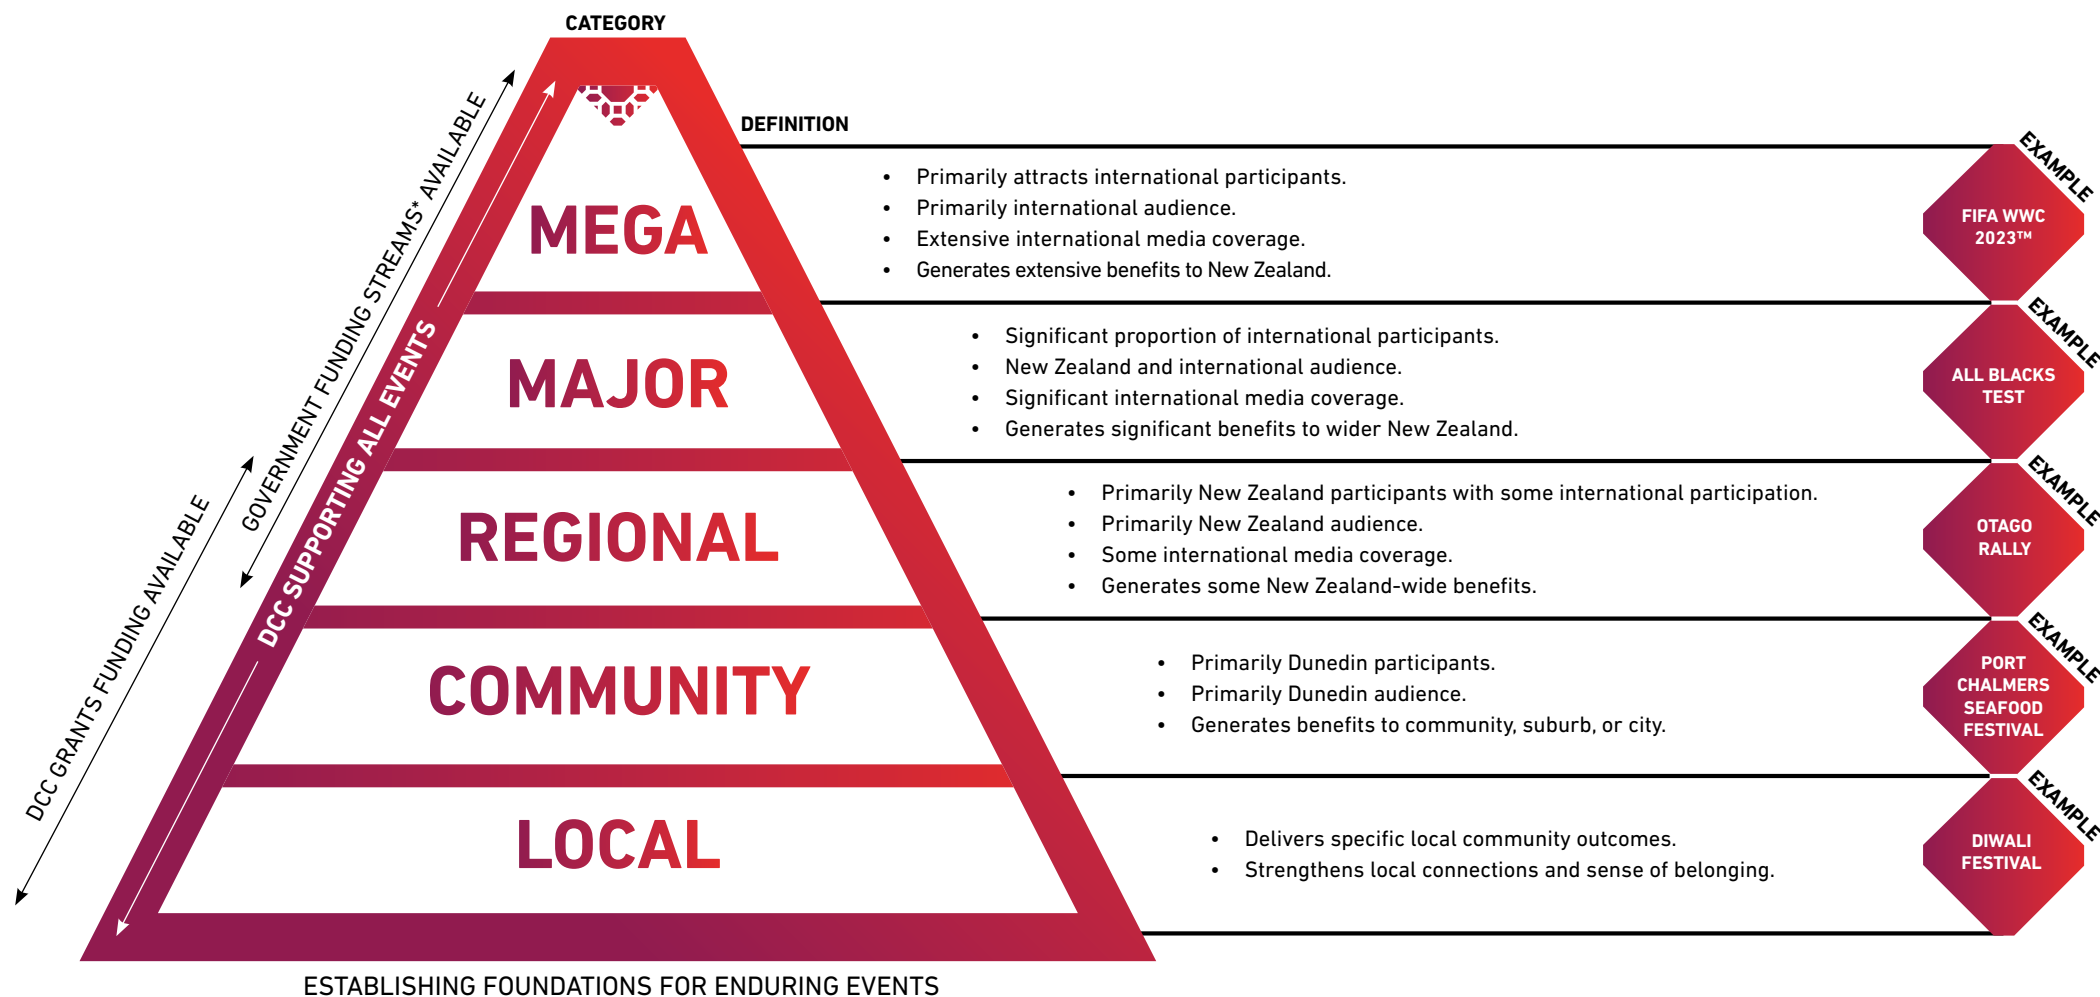 CATEGORY
DEFINITION
GOVERNMENT FUNDING STREAMS* AVAILABLE
DCC GRANTS FUNDING AVAILABLE
DCC SUPPORTING ALL EVENTS
MEGA
• Primarily attracts international participants.
• Primarily international audience.
• Extensive international media coverage.
• Generates extensive benefits to New Zealand.
EXAMPLE
FIFA WWC
2023™
MAJOR
• Significant proportion of international participants.
• New Zealand and international audience.
• Significant international media coverage.
• Generates significant benefits to wider New Zealand.
EXAMPLE
ALL BLACKS
TEST
REGIONAL
• Primarily New Zealand participants with some international participation.
• Primarily New Zealand audience.
• Some international media coverage.
• Generates some New Zealand-wide benefits.
EXAMPLE
OTAGO
RALLY
COMMUNITY
• Primarily Dunedin participants.
• Primarily Dunedin audience.
• Generates benefits to community, suburb, or city.
EXAMPLE
PORT
CHALMERS
SEAFOOD
FESTIVAL
LOCAL
• Delivers specific local community outcomes.
• Strengthens local connections and sense of belonging.
EXAMPLE
DIWALI
FESTIVAL
ESTABLISHING FOUNDATIONS FOR ENDURING EVENTS